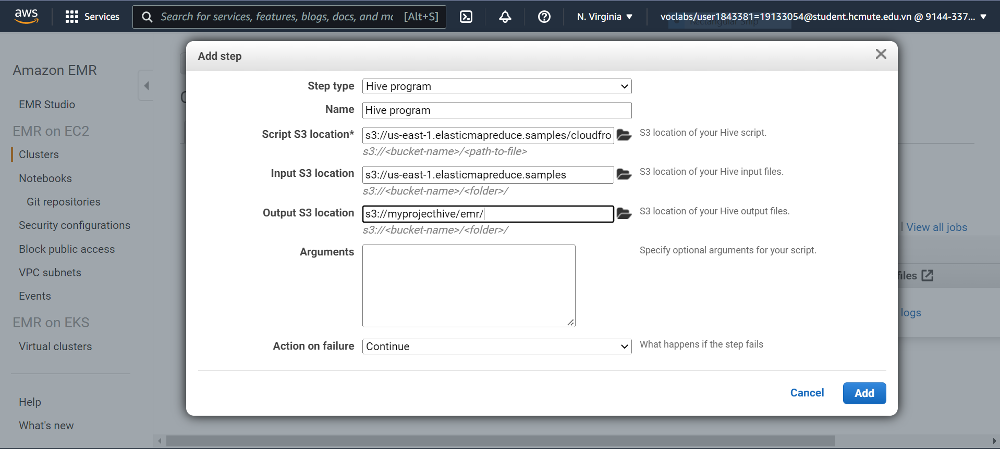 aws
Services
Search for services, features, blogs, docs, and mo
[Alt+S]
N. Virginia
voclabs/user1843381=19133054@student.hcmute.edu.vn @ 9144-337...
Rectangular Snip
Amazon EMR
EMR Studio
EMR on EC2
Clusters
Notebooks
Git repositories
Security configurations
Block public access
VPC subnets
Events
EMR on EKS
Virtual clusters
Help
What's new
Add step
Step type
Hive program
Name
Hive program
Script S3 location*
s3://us-east-1.elasticmapreduce.samples/cloudfro
S3 location of your Hive script.
s3://<bucket-name>/<path-to-file>
Input S3 location
s3://us-east-1.elasticmapreduce.samples
S3 location of your Hive input files.
s3://<bucket-name>/<folder>/
Output S3 location
s3://myprojecthive/emr/
S3 location of your Hive output files.
s3://<bucket-name>/<folder>/
Arguments
Specify optional arguments for your script.
Action on failure
Continue
What happens if the step fails
Cancel
Add
View all jobs
files
logs